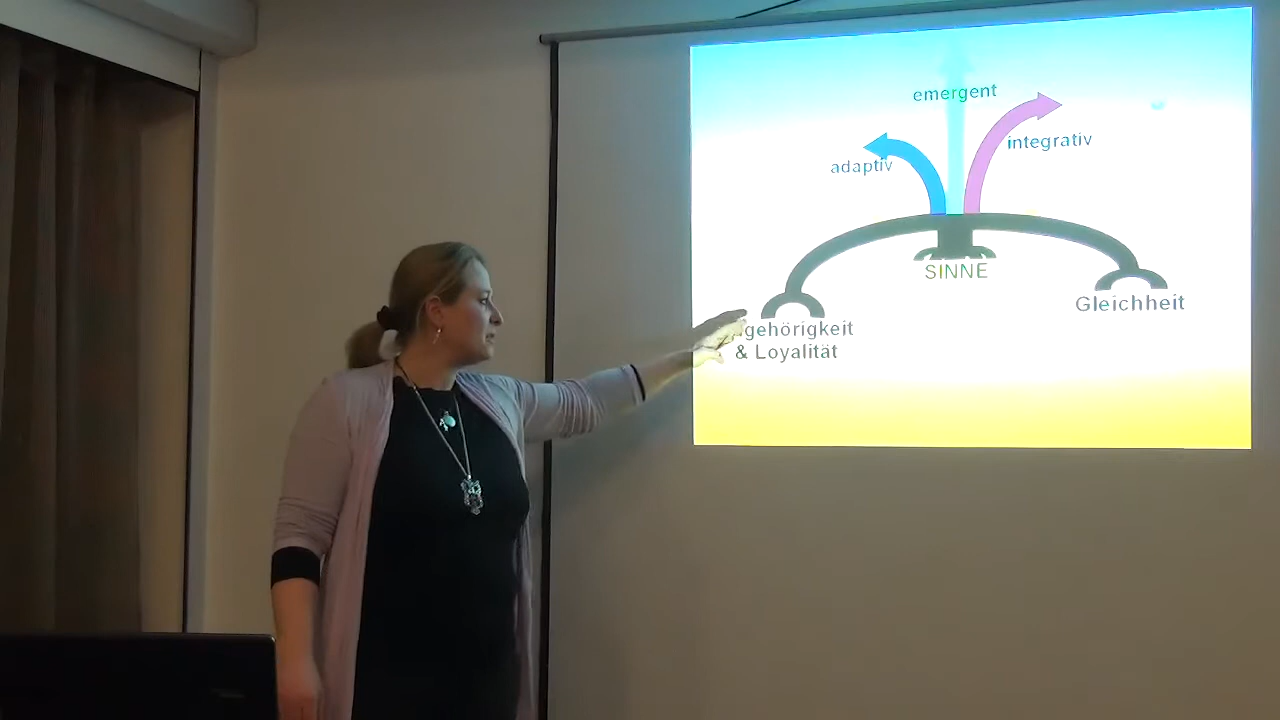 emergent
integrativ
adaptiv
SINNE
Gleichheit
gehörigkeit
& Loyalität